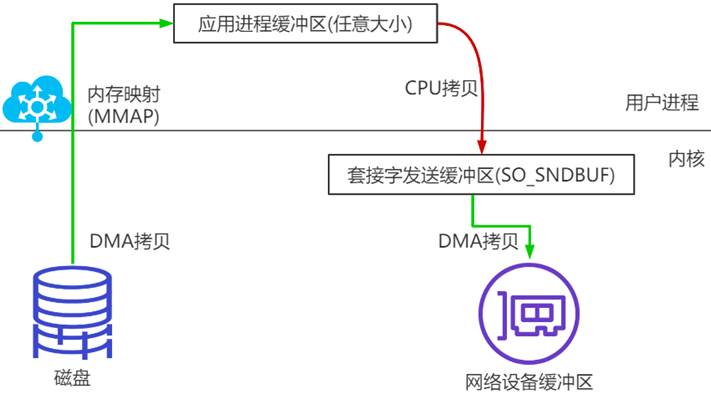 应用进程缓冲区(任意大小)
CPU拷贝
内存映射
(MMAP)
用户进程
内核
套接字发送缓冲区(SO_SNDBUF)
DMA拷贝
DMA拷贝
磁盘
网络设备缓冲区